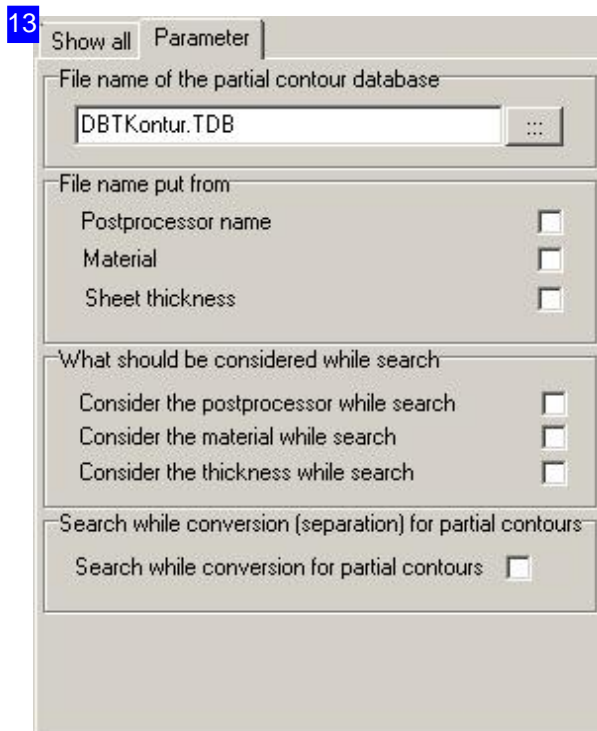 13
Show all Parameter
File name of the partial contour database
DBTKontur.TDB :::
File name put from
Postprocessor name
Material
Sheet thickness
What should be considered while search
Consider the postprocessor while search
Consider the material while search
Consider the thickness while search
Search while conversion (separation) for partial contours
Search while conversion for partial contours